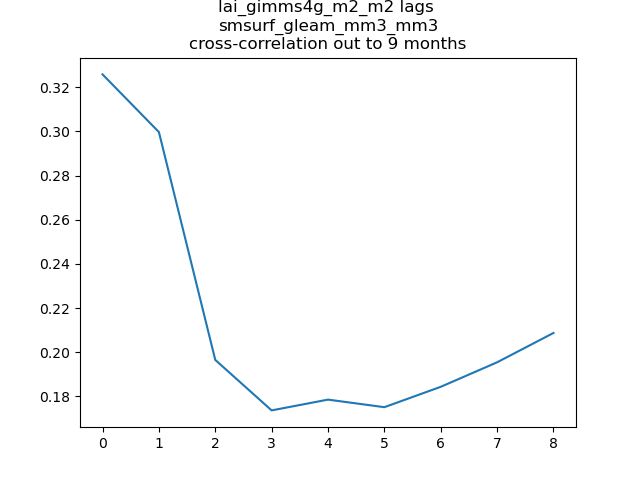 lai_gimms4g_m2_m2 lags
smsurf_gleam_mm3_mm3
cross-correlation out to 9 months
0.32
0.30
0.28
0.26
0.24
0.22
0.20
0.18
0 1 2 3 4 5 6 7 8